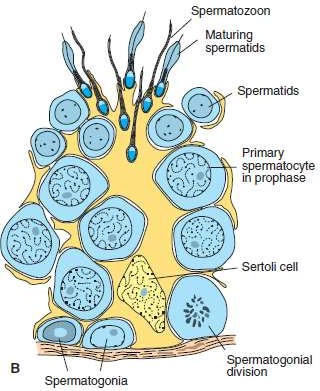 Spermatozoon
Maturing
spermatids
Spermatids
Primary
spermatocyte
in prophase
Sertoli cell
Spermatogonial
division
B
Spermatogonia